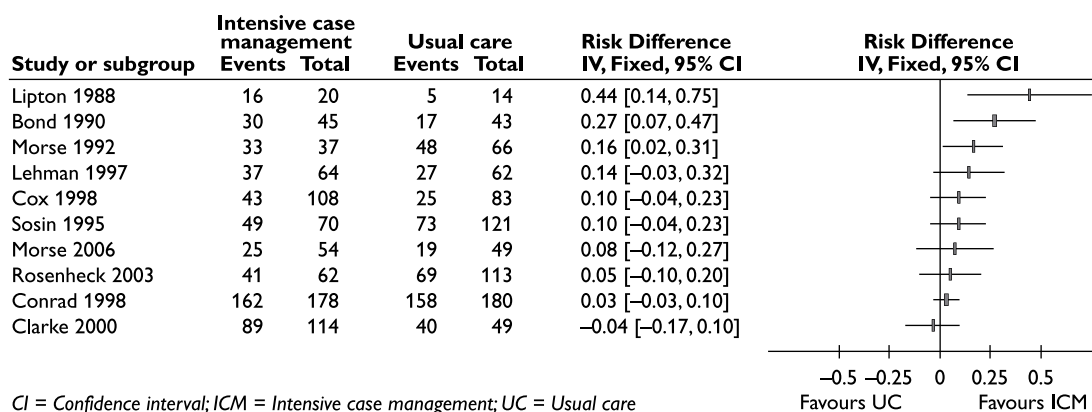 Intensive case management Usual care Risk Difference Risk Difference
Study or subgroup Events Total Events Total IV, Fixed, 95% CI IV, Fixed, 95% CI
Lipton 1988 16 20 5 14 0.44 [0.14, 0.75]
Bond 1990 30 45 17 43 0.27 [0.07, 0.47]
Morse 1992 33 37 48 66 0.16 [0.02, 0.31]
Lehman 1997 37 64 27 62 0.14 [–0.03, 0.32]
Cox 1998 43 108 25 83 0.10 [–0.04, 0.23]
Sosin 1995 49 70 73 121 0.10 [–0.04, 0.23]
Morse 2006 25 54 19 49 0.08 [–0.12, 0.27]
Rosenheck 2003 41 62 69 113 0.05 [–0.10, 0.20]
Conrad 1998 162 178 158 180 0.03 [–0.03, 0.10]
Clarke 2000 89 114 40 49 –0.04 [–0.17, 0.10]
–0.5 –0.25 0 0.25 0.5
Favours UC Favours ICM
CI = Confidence interval; ICM = Intensive case management; UC = Usual care